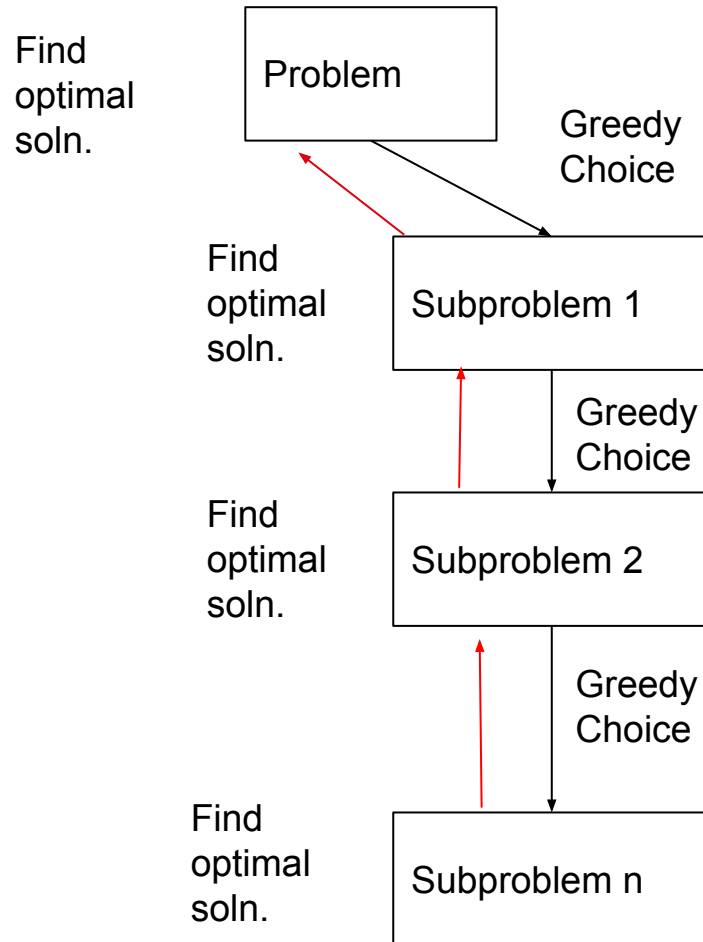 Find
optimal
soln.
Problem
Greedy
Choice
Find
optimal
soln.
Subproblem 1
Greedy
Choice
Find
optimal
soln.
Subproblem 2
Greedy
Choice
Find
optimal
soln.
Subproblem n